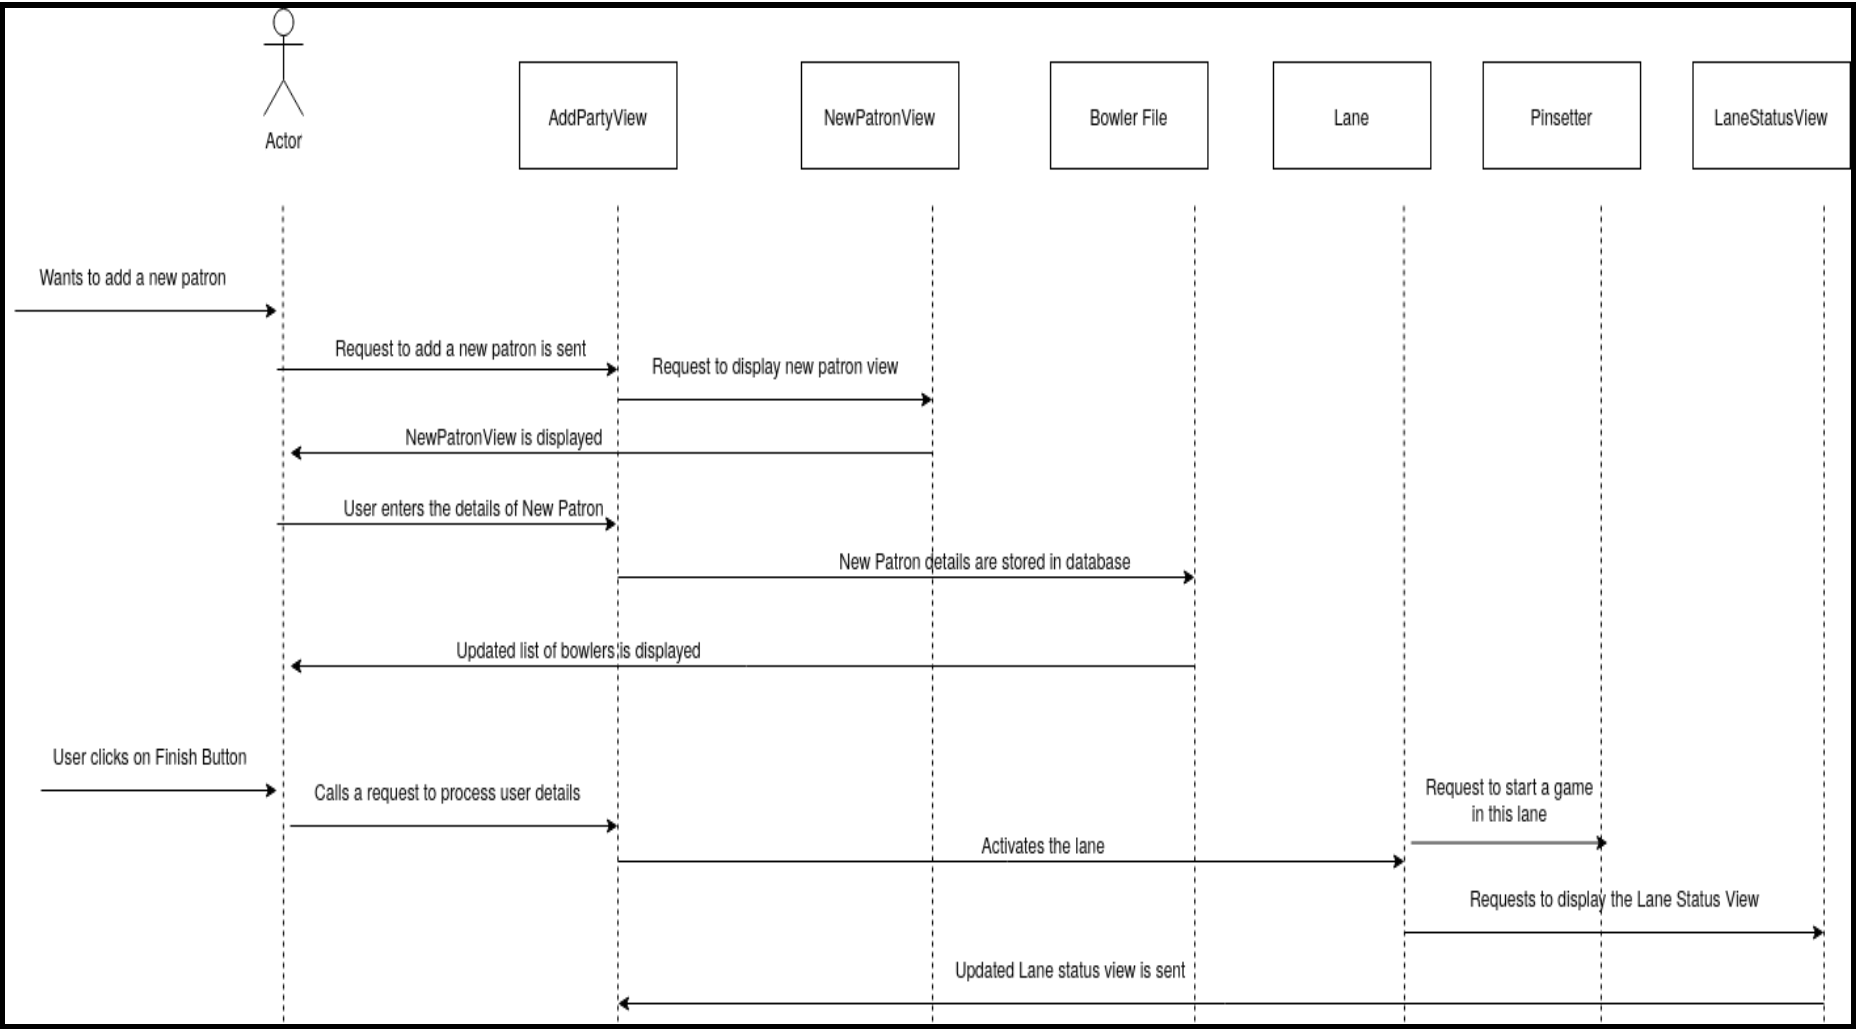 Actor
AddPartyView
NewPatronView
Bowler File
Lane
Pinsetter
LaneStatusView
Wants to add a new patron
Request to add a new patron is sent
Request to display new patron view
NewPatronView is displayed
User enters the details of New Patron
New Patron details are stored in database
Updated list of bowlers is displayed
User clicks on Finish Button
Calls a request to process user details
Request to start a game
in this lane
Activates the lane
Requests to display the Lane Status View
Updated Lane status view is sent